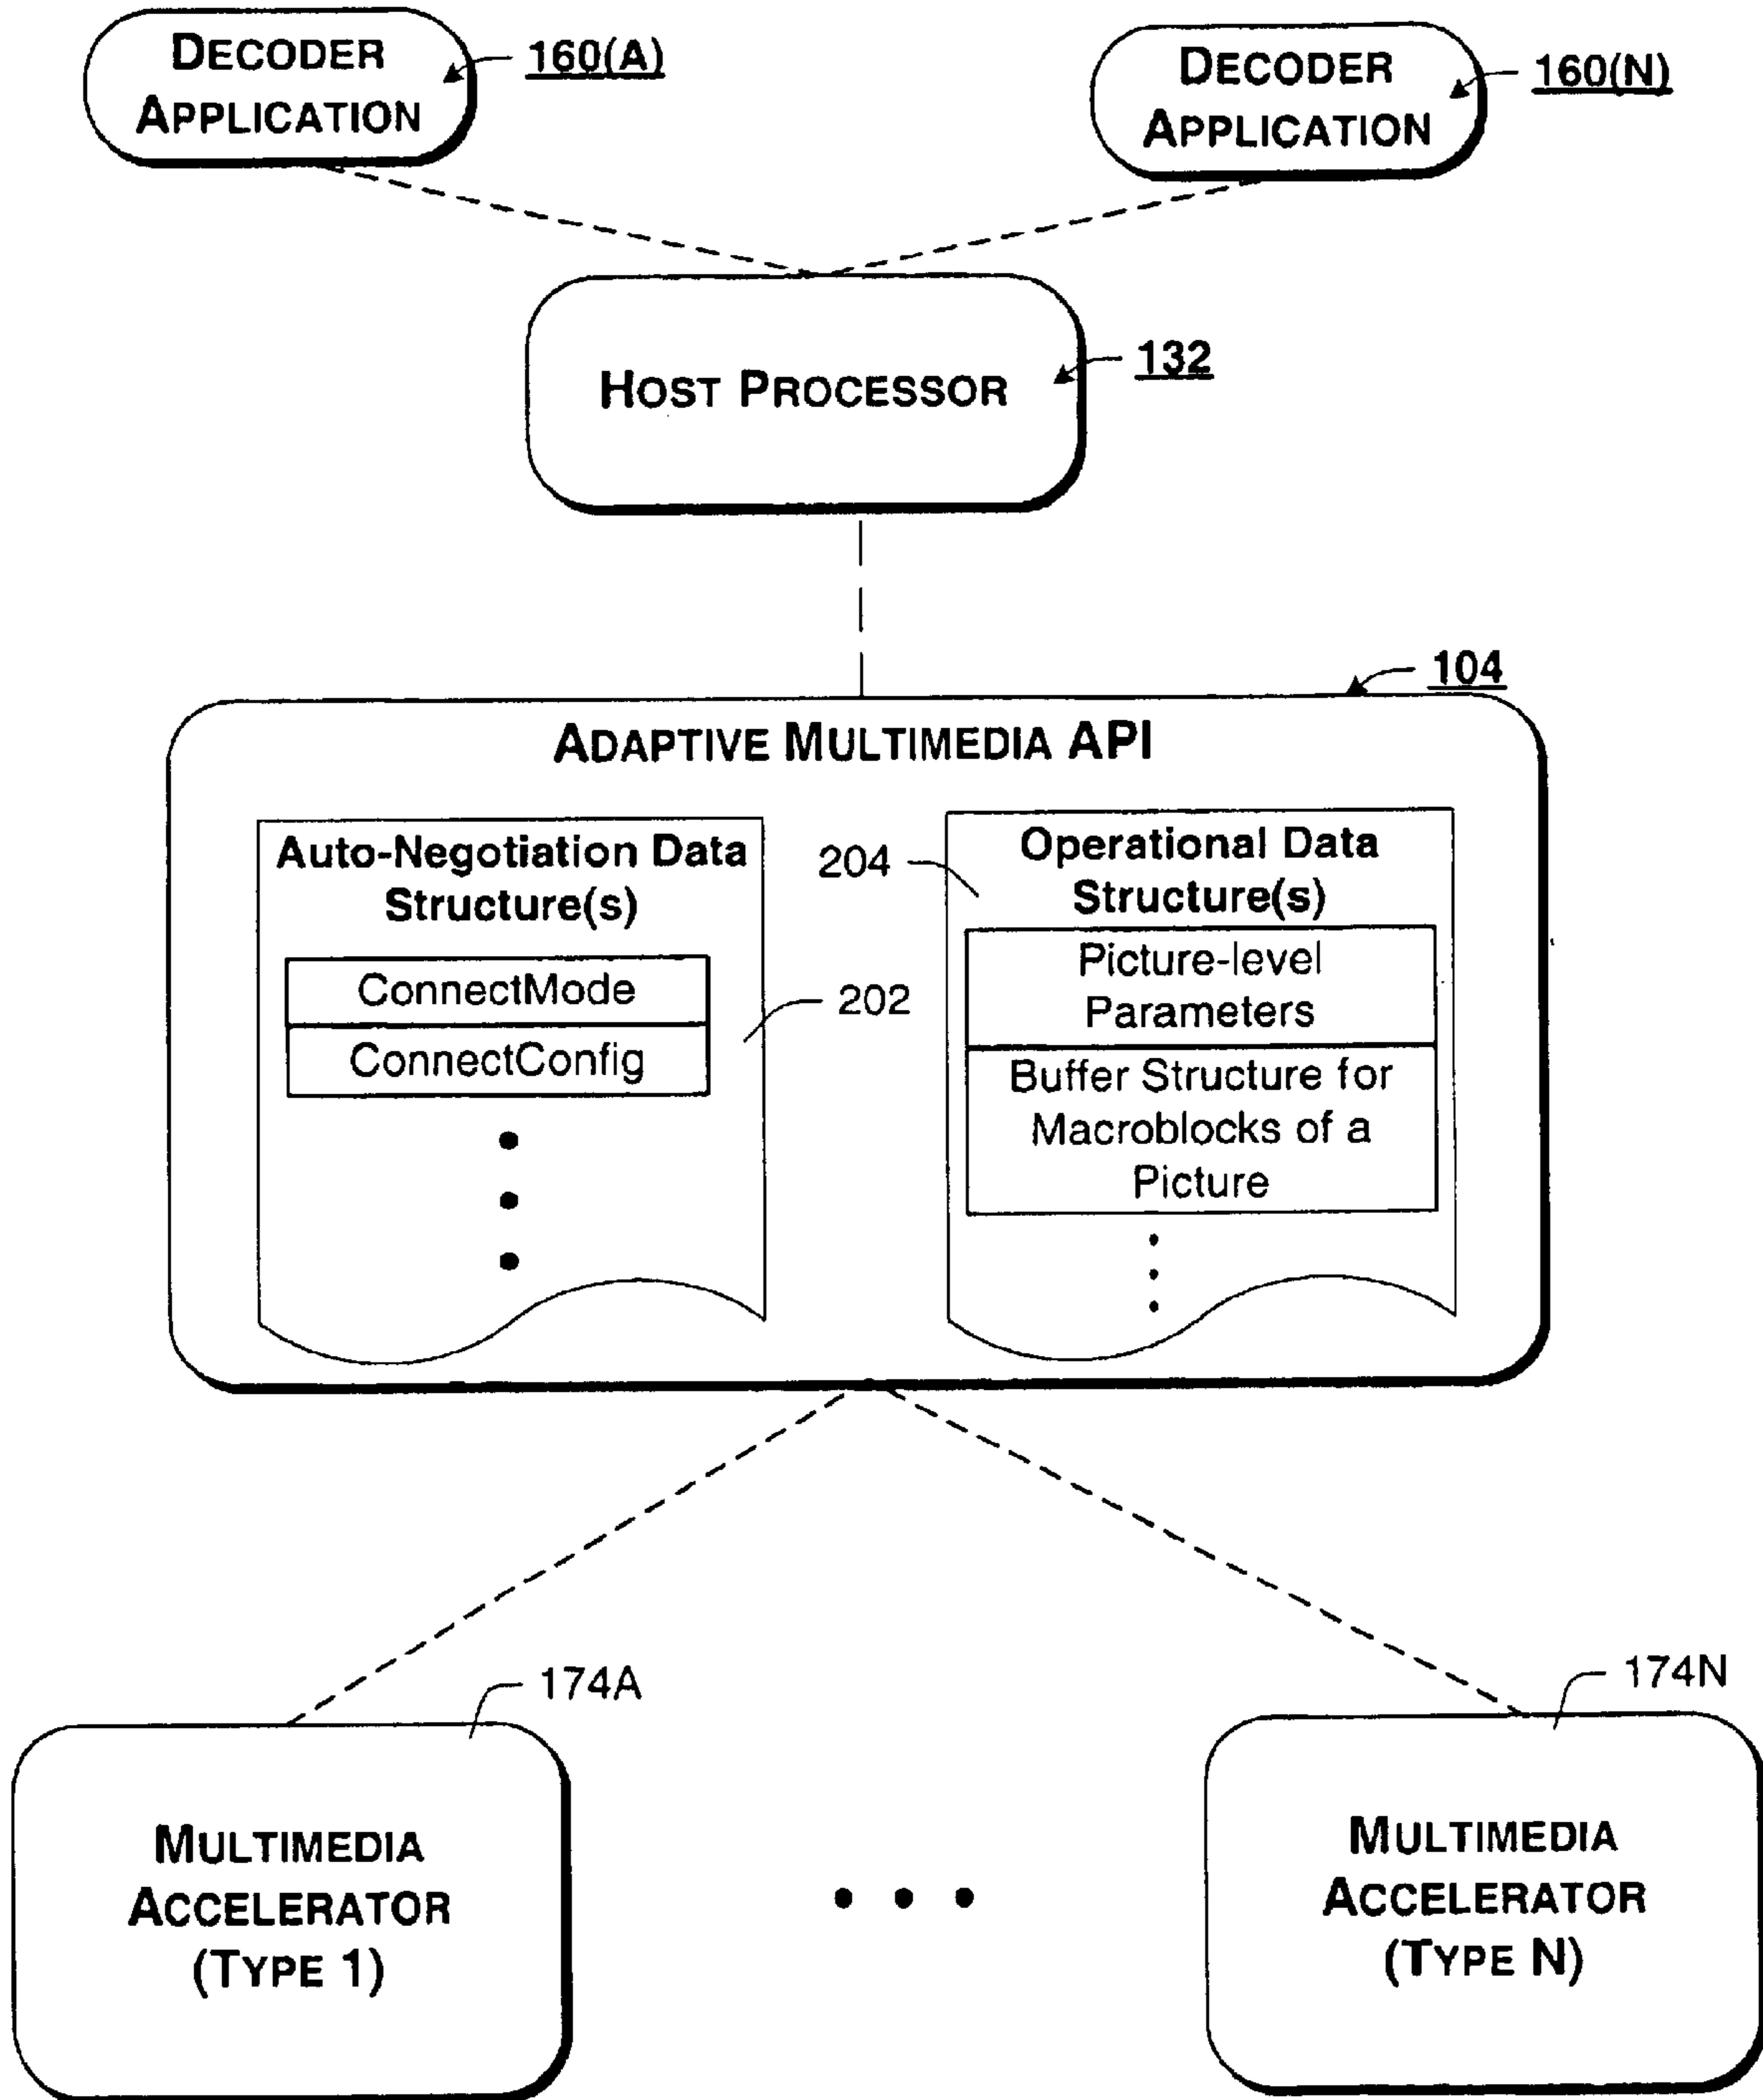 DECODER
APPLICATION
160(A)
DECODER
APPLICATION
160(N)
HOST PROCESSOR
132
104
ADAPTIVE MULTIMEDIA API
Auto-Negotiation Data
Structure(s)
ConnectMode
ConnectConfig
202
204
Operational Data
Structure(s)
Picture-level
Parameters
Buffer Structure for
Macroblocks of a
Picture
174A
MULTIMEDIA
ACCELERATOR
(TYPE 1)
174N
MULTIMEDIA
ACCELERATOR
(TYPE N)